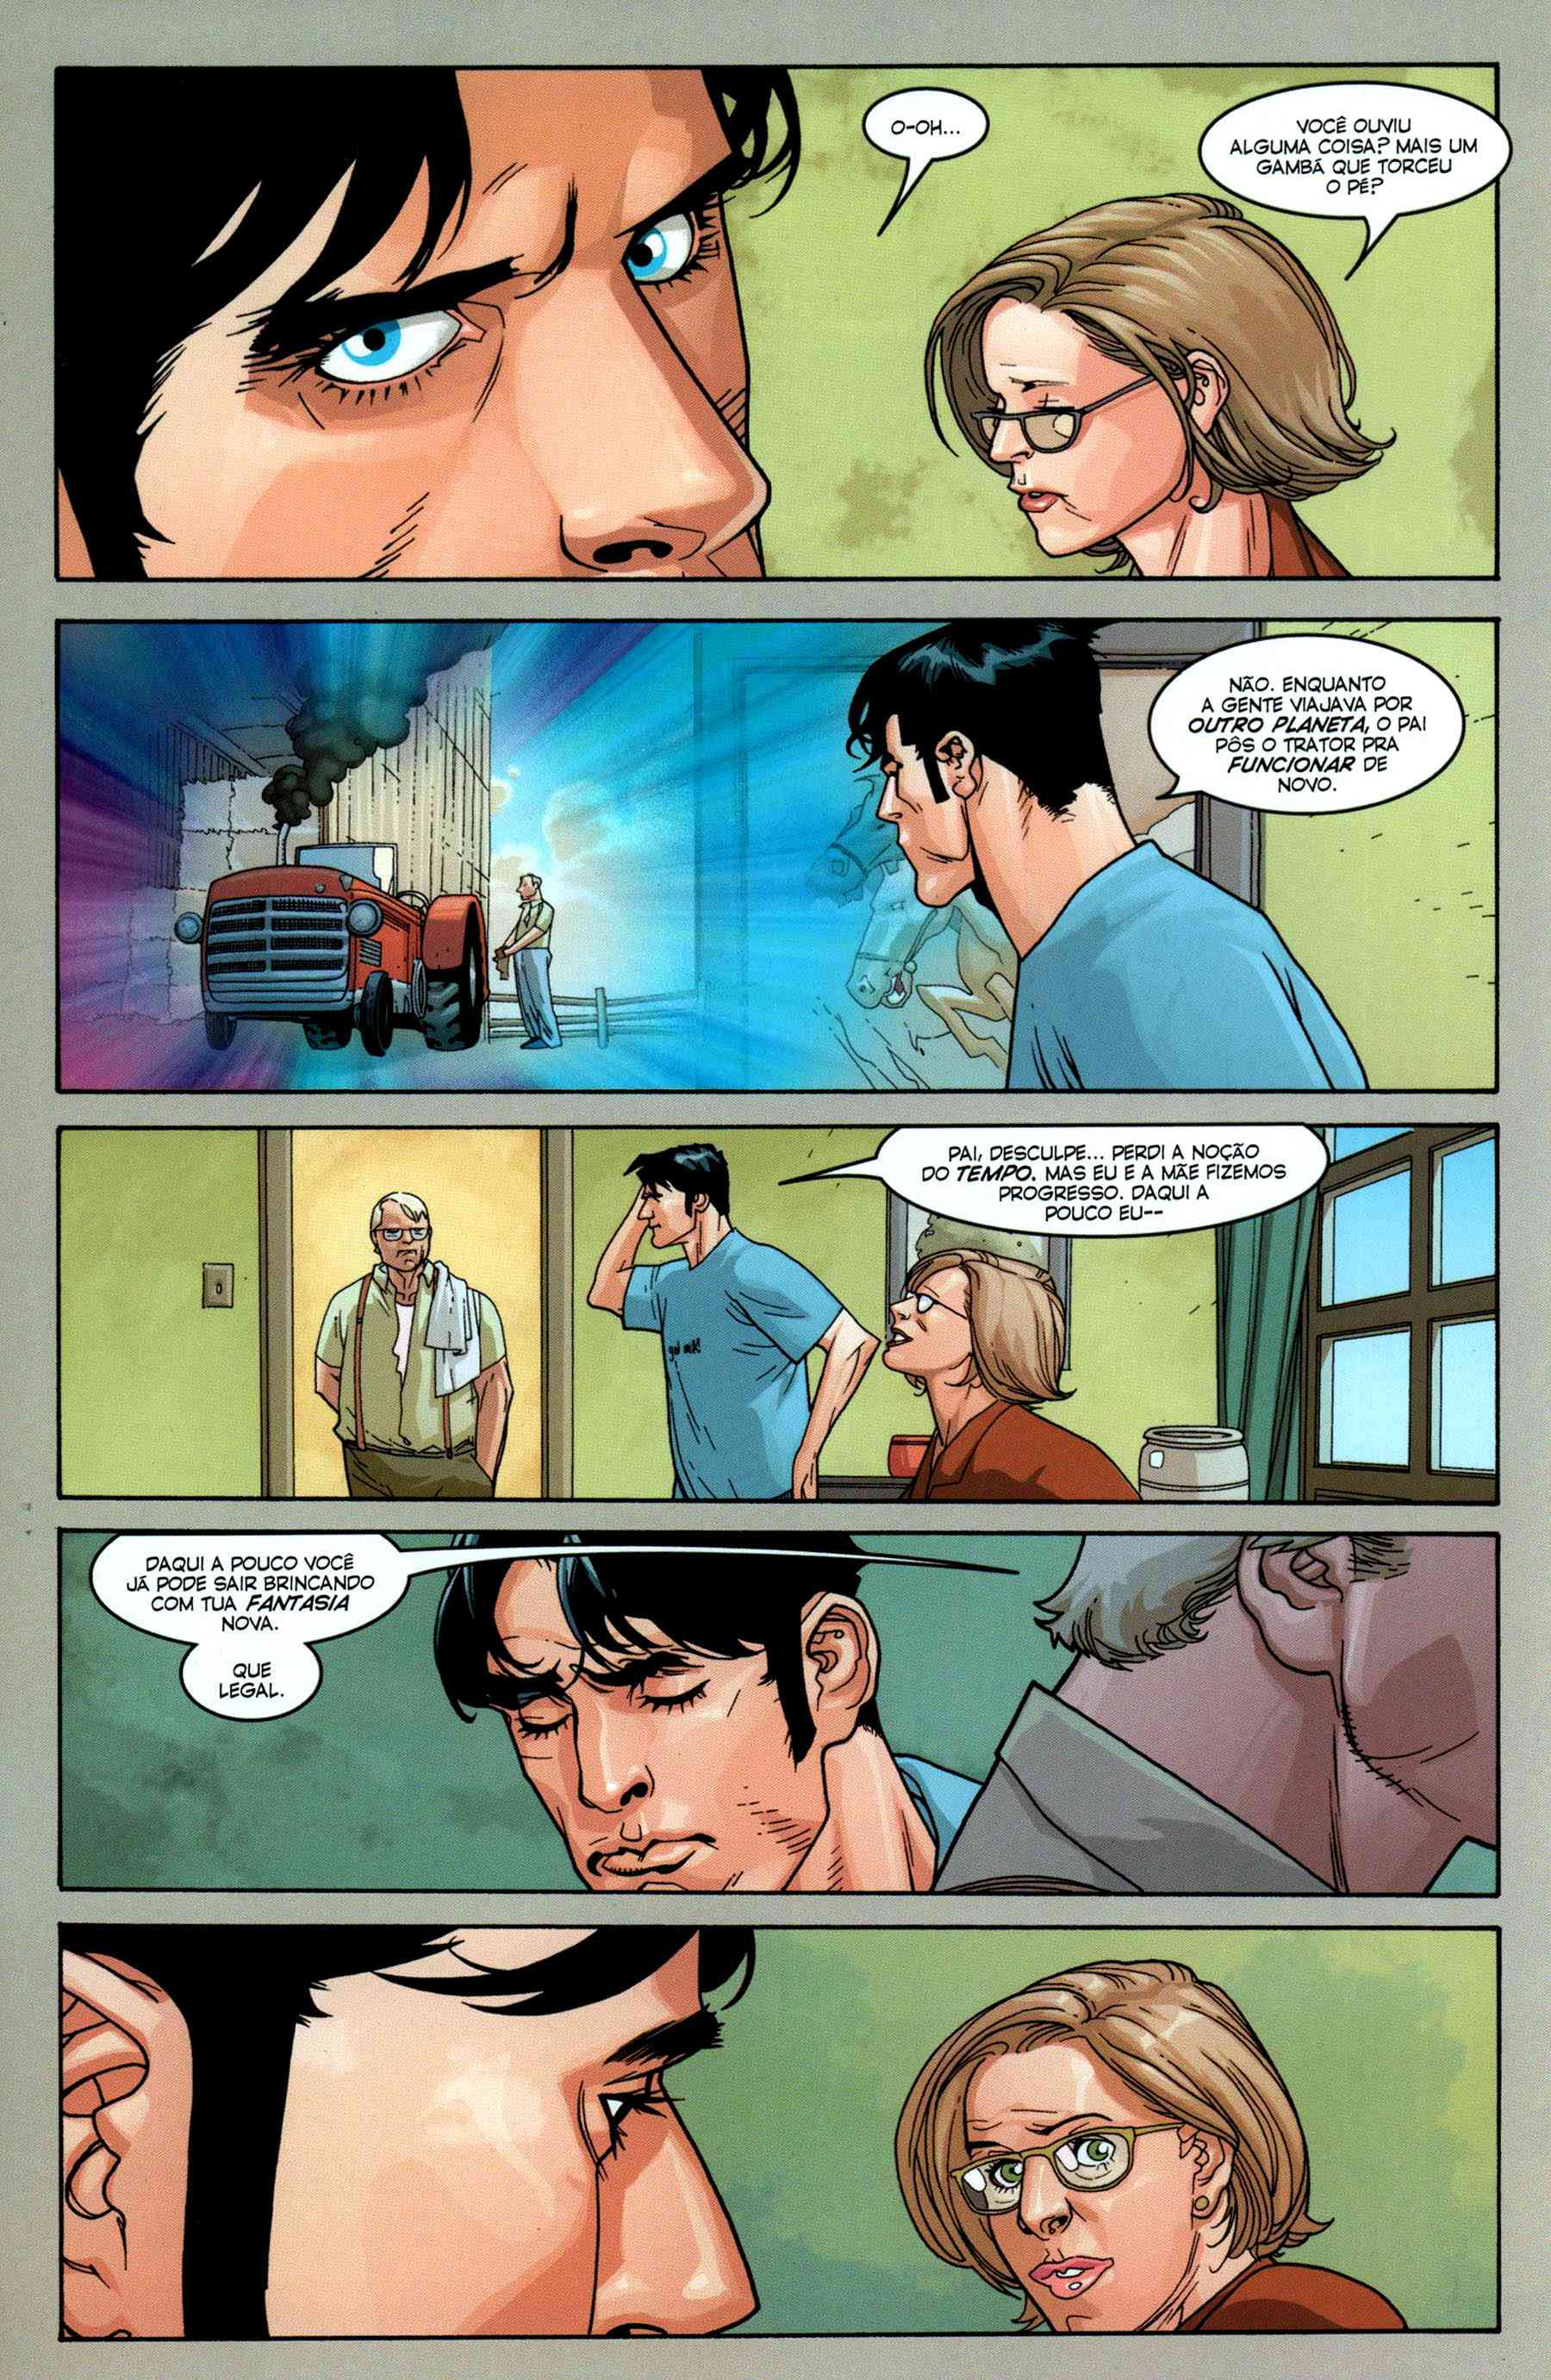 O-OH...
VOCÊ OUVIU
ALGUMA COISA? MAIS UM
GAMBÁ QUE TORCEU
O PÉ?
NÃO. ENQUANTO
A GENTE VIAJAVA POR
OUTRO PLANETA, O PAI
PÔS O TRATOR PRA
FUNCIONAR DE
NOVO.
PAI, DESCULPE... PERDI A NOÇÃO
DO TEMPO. MAS EU E A MÃE FIZEMOS
PROGRESSO. DAQUI A
POUCO EU--
DAQUI A POUCO VOCÊ
JÁ PODE SAIR BRINCANDO
COM TUA FANTASIA
NOVA.
QUE
LEGAL.